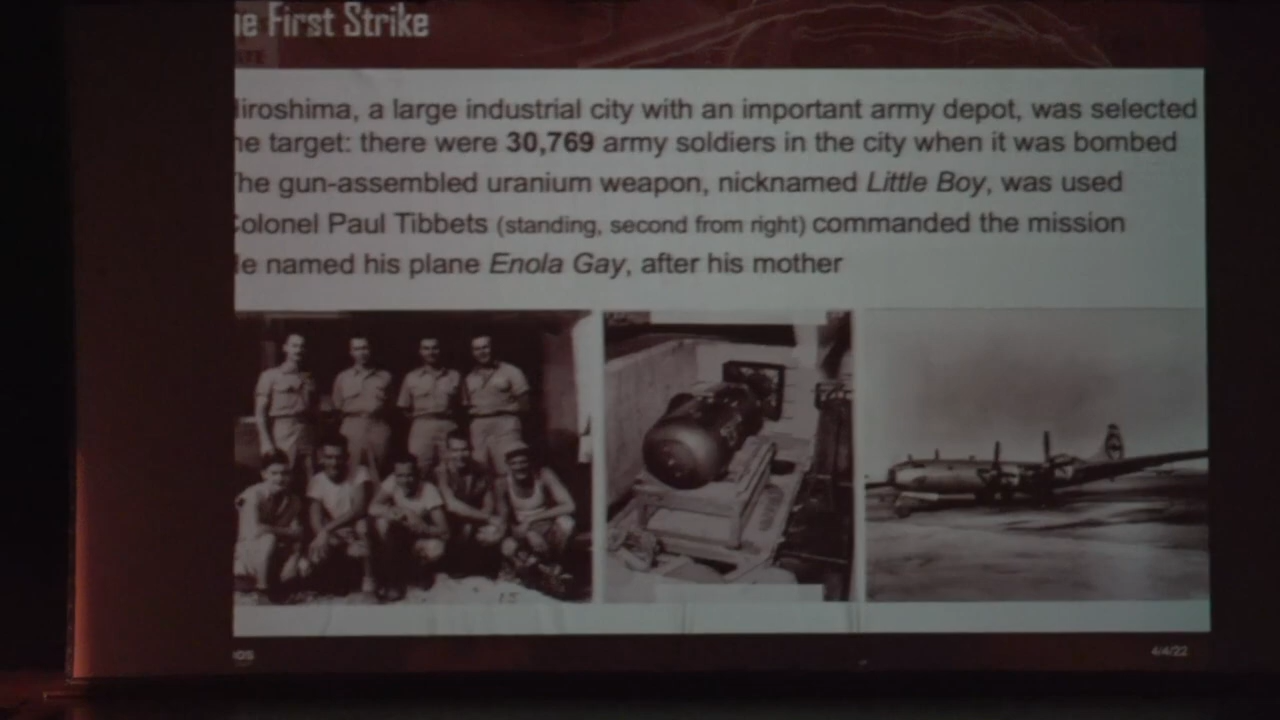 e First Strike
iroshima, a large industrial city with an important army depot, was selected
he target: there were 30,769 army soldiers in the city when it was bombed
he gun-assembled uranium weapon, nicknamed Little Boy, was used
olonel Paul Tibbets (standing, second from right) commanded the mission
e named his plane Enola Gay, after his mother
4/4/22